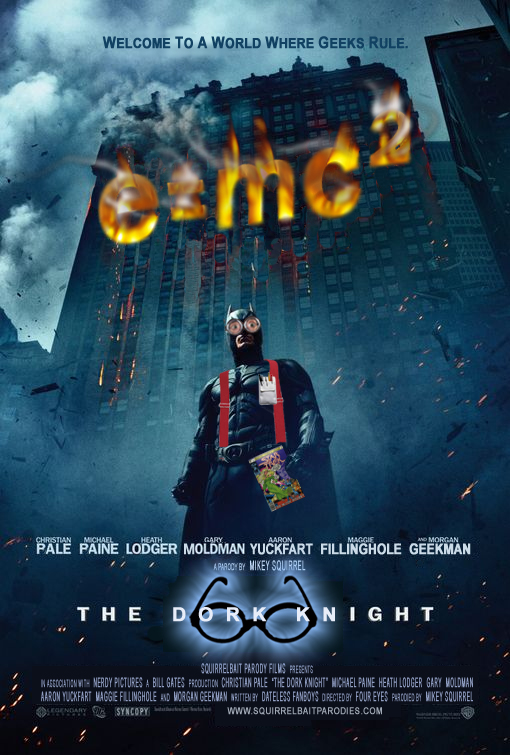 WELCOME TO A WORLD WHERE GEEKS RULE.
e=mc²
CHRISTIAN PALE MICHAEL PAINE HEATH LODGER GARY MOLDMAN AARON YUCKFART MAGGIE FILLINGHOLE AND MORGAN GEEKMAN
A PARODY BY MIKEY SQUIRREL
THE DORK KNIGHT
SQUIRRELBAIT PARODY FILMS PRESENTS
IN ASSOCIATION WITH NERDY PICTURES A BILL GATES PRODUCTION CHRISTIAN PALE "THE DORK KNIGHT" MICHAEL PAINE HEATH LODGER GARY MOLDMAN
AARON YUCKFART MAGGIE FILLINGHOLE AND MORGAN GEEKMAN WRITTEN BY DATELESS FANBOYS DIRECTED BY FOUR EYES PARODIED BY MIKEY SQUIRREL
LEGENDARY PICTURES SYNCOPY WWW.SQUIRRELBAITPARODIES.COM